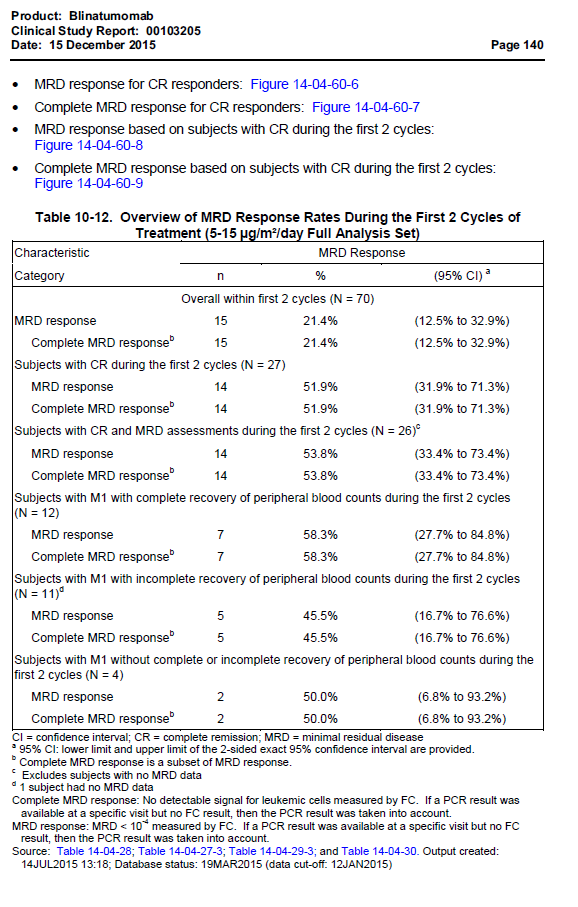 Product: Blinatumomab
Clinical Study Report: 00103205
Date: 15 December 2015 Page 140
• MRD response for CR responders: Figure 14-04-60-6
• Complete MRD response for CR responders: Figure 14-04-60-7
• MRD response based on subjects with CR during the first 2 cycles:
Figure 14-04-60-8
• Complete MRD response based on subjects with CR during the first 2 cycles:
Figure 14-04-60-9
Table 10-12. Overview of MRD Response Rates During the First 2 Cycles of
Treatment (5-15 µg/m²/day Full Analysis Set)
Characteristic MRD Response
Category n % (95% CI) a
Overall within first 2 cycles (N = 70)
MRD response 15 21.4% (12.5% to 32.9%)
Complete MRD responseb 15 21.4% (12.5% to 32.9%)
Subjects with CR during the first 2 cycles (N = 27)
MRD response 14 51.9% (31.9% to 71.3%)
Complete MRD responseb 14 51.9% (31.9% to 71.3%)
Subjects with CR and MRD assessments during the first 2 cycles (N = 26)c
MRD response 14 53.8% (33.4% to 73.4%)
Complete MRD responseb 14 53.8% (33.4% to 73.4%)
Subjects with M1 with complete recovery of peripheral blood counts during the first 2 cycles
(N = 12)
MRD response 7 58.3% (27.7% to 84.8%)
Complete MRD responseb 7 58.3% (27.7% to 84.8%)
Subjects with M1 with incomplete recovery of peripheral blood counts during the first 2 cycles
(N = 11)d
MRD response 5 45.5% (16.7% to 76.6%)
Complete MRD responseb 5 45.5% (16.7% to 76.6%)
Subjects with M1 without complete or incomplete recovery of peripheral blood counts during the
first 2 cycles (N = 4)
MRD response 2 50.0% (6.8% to 93.2%)
Complete MRD responseb 2 50.0% (6.8% to 93.2%)
CI = confidence interval; CR = complete remission; MRD = minimal residual disease
a 95% CI: lower limit and upper limit of the 2-sided exact 95% confidence interval are provided.
b Complete MRD response is a subset of MRD response.
c Excludes subjects with no MRD data
d 1 subject had no MRD data
Complete MRD response: No detectable signal for leukemic cells measured by FC. If a PCR result was
available at a specific visit but no FC result, then the PCR result was taken into account.
MRD response: MRD < 10-4 measured by FC. If a PCR result was available at a specific visit but no FC
result, then the PCR result was taken into account.
Source: Table 14-04-28; Table 14-04-27-3; Table 14-04-29-3; and Table 14-04-30. Output created:
14JUL2015 13:18; Database status: 19MAR2015 (data cut-off: 12JAN2015)